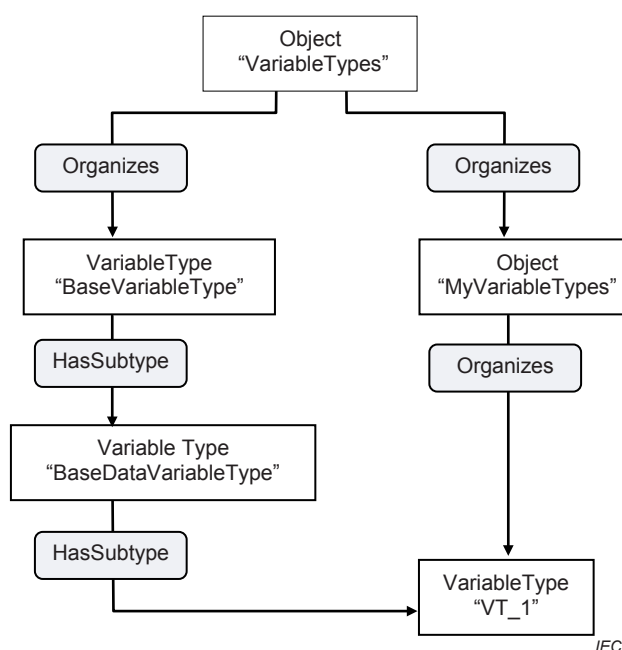 Object
“VariableTypes”
Organizes
Organizes
VariableType
“BaseVariableType”
Object
“MyVariableTypes”
HasSubtype
Organizes
Variable Type
“BaseDataVariableType”
HasSubtype
VariableType
“VT_1”
IEC